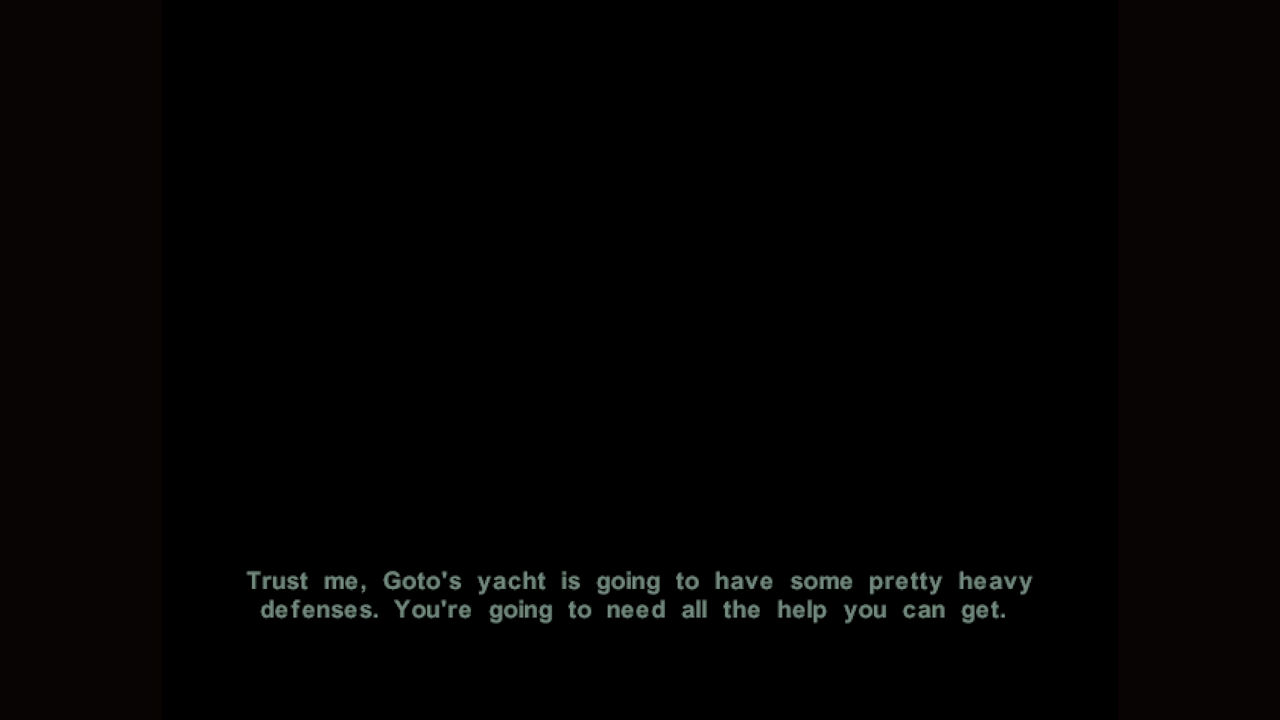 Trust me, Goto's yacht is going to have some pretty heavy
defenses. You're going to need all the help you can get.